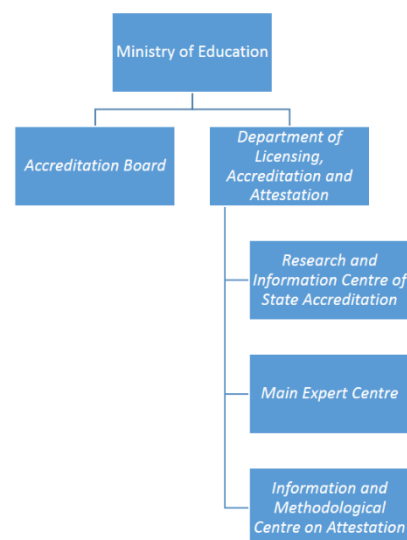 Ministry of Education
Accreditation Board
Department of
Licensing,
Accreditation and
Attestation
Research and
Information Centre of
State Accreditation
Main Expert Centre
Information and
Methodological
Centre on Attestation